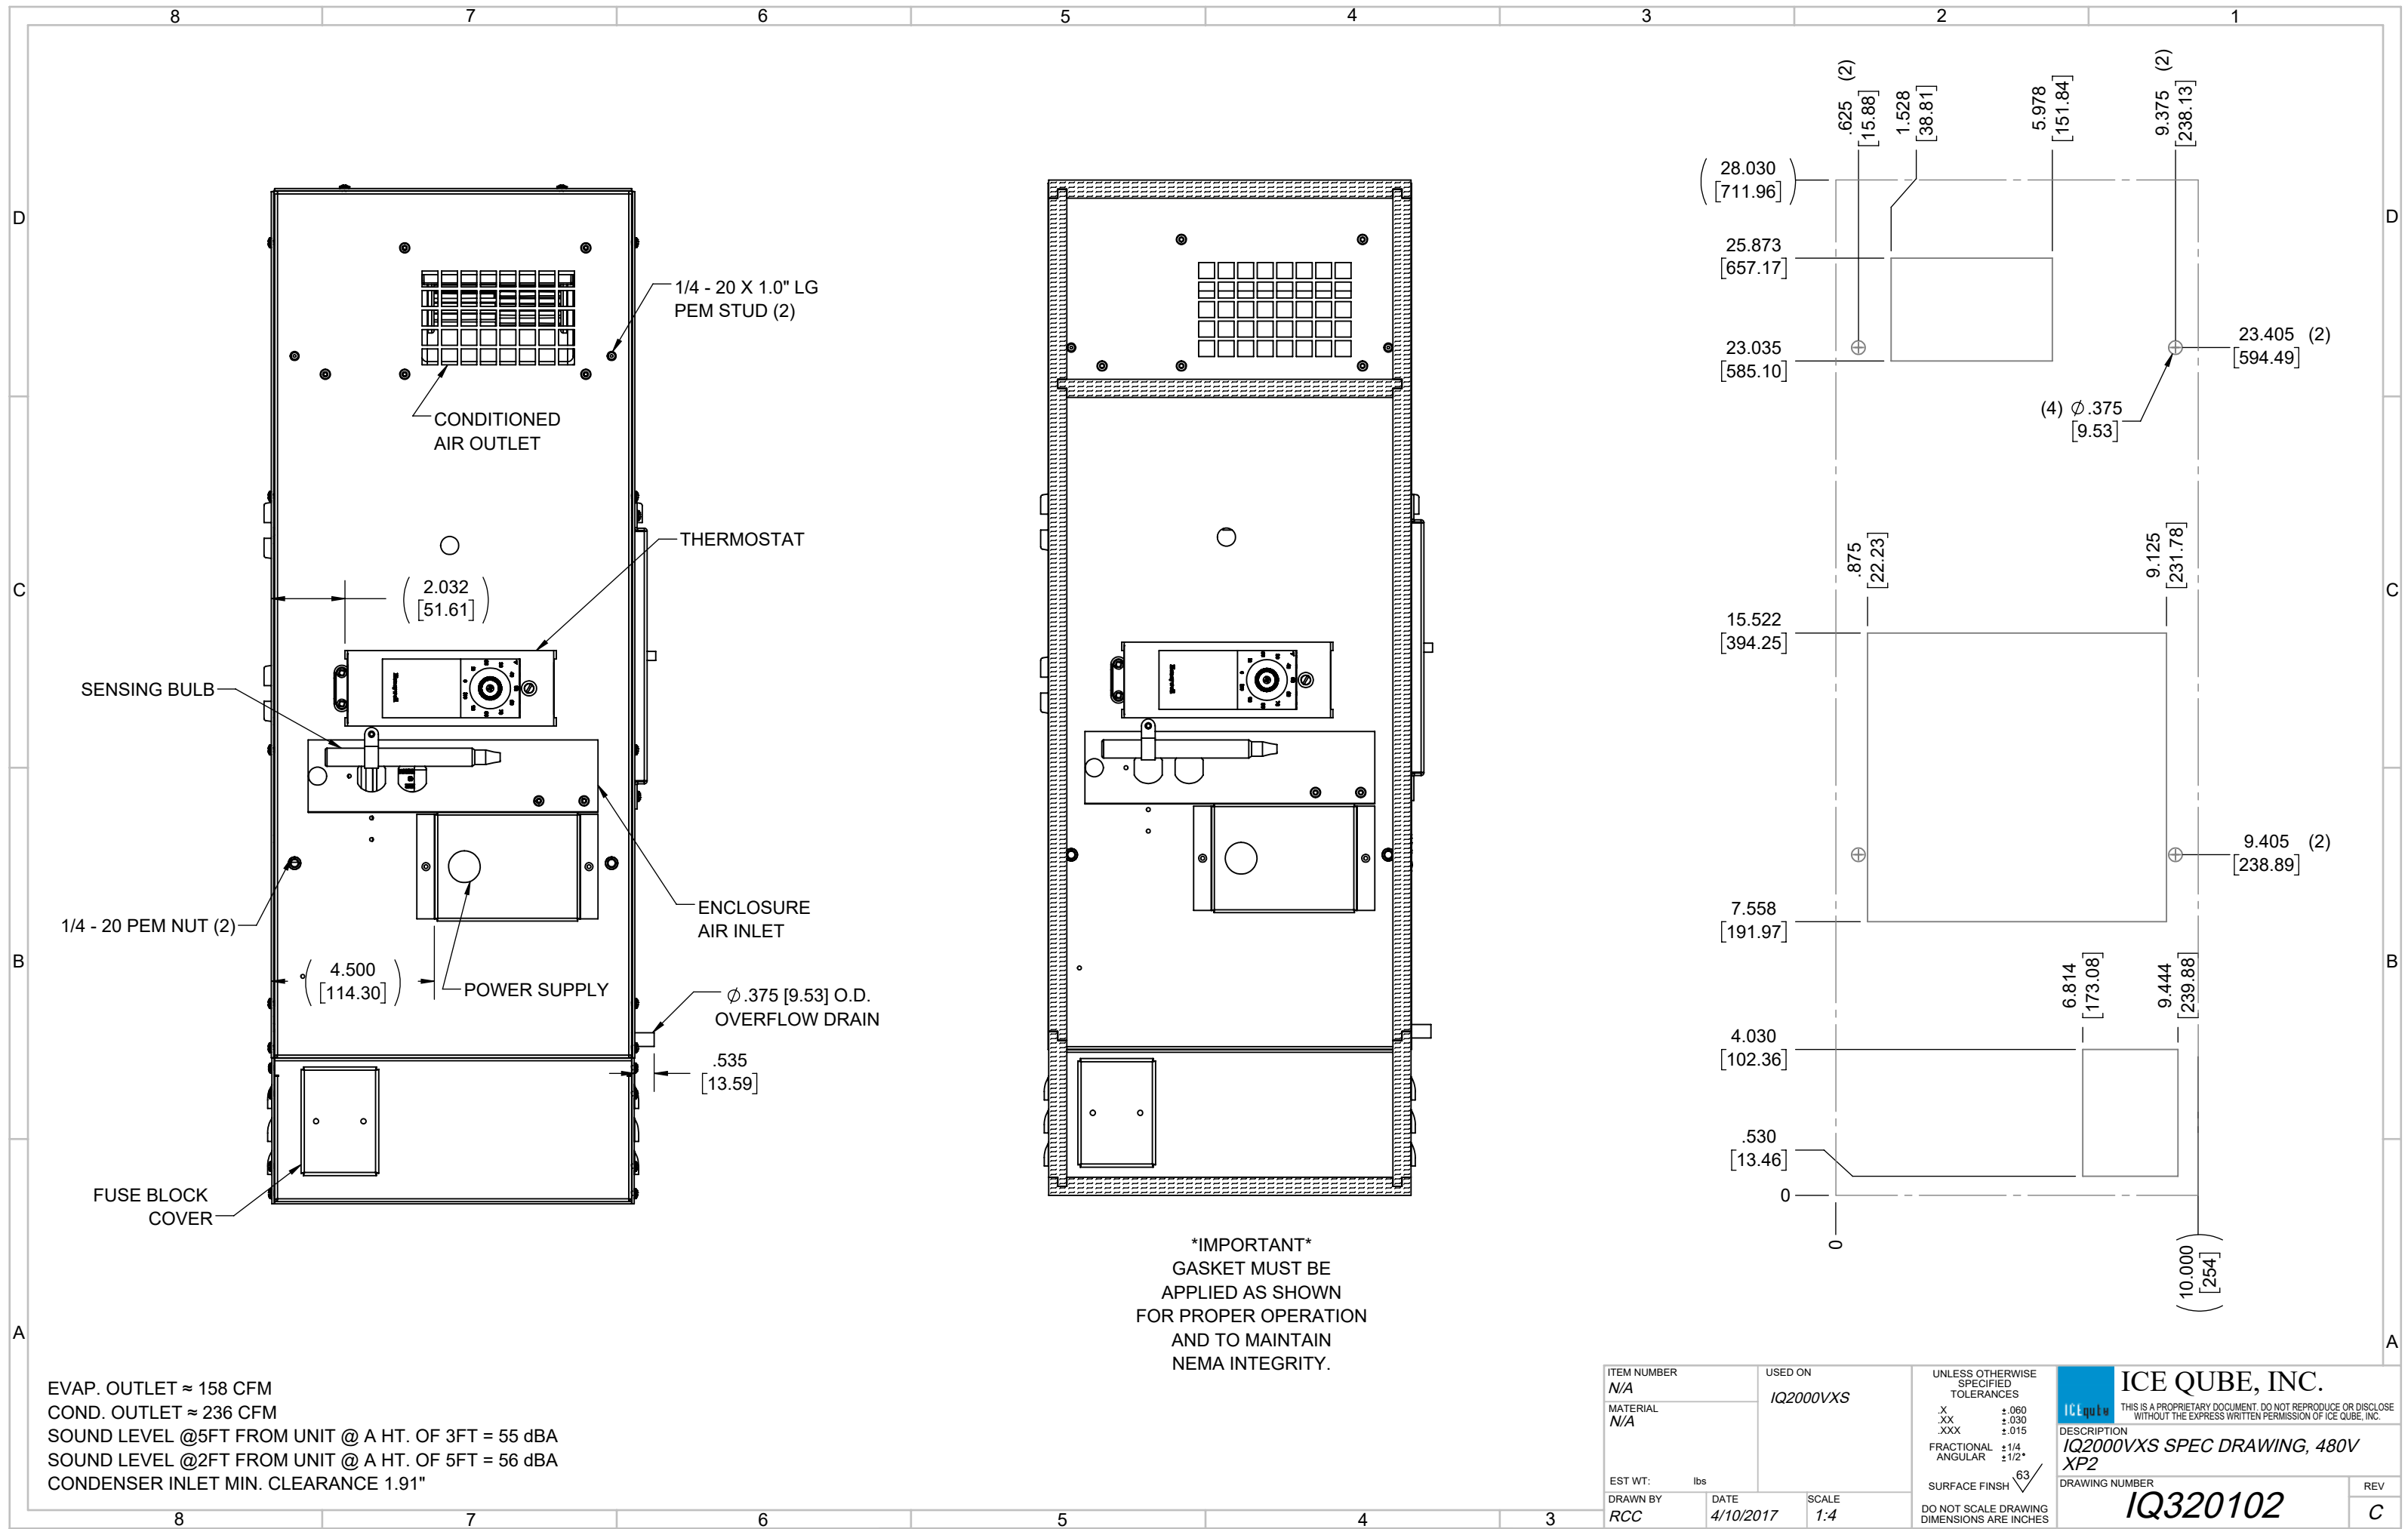 8 7 6 5 4 3 2 1
D
C
B
A
1/4 - 20 X 1.0" LG
PEM STUD (2)
CONDITIONED
AIR OUTLET
THERMOSTAT
(2.032)
[51.61]
SENSING BULB
1/4 - 20 PEM NUT (2)
ENCLOSURE
AIR INLET
(4.500)
[114.30]
POWER SUPPLY
Ø.375 [9.53] O.D.
OVERFLOW DRAIN
.535
[13.59]
FUSE BLOCK
COVER
*IMPORTANT*
GASKET MUST BE
APPLIED AS SHOWN
FOR PROPER OPERATION
AND TO MAINTAIN
NEMA INTEGRITY.
.625 (2)
[15.88]
1.528
[38.81]
5.978
[151.84]
9.375 (2)
[238.13]
(28.030)
[711.96]
25.873
[657.17]
23.035
[585.10]
23.405 (2)
[594.49]
(4) Ø.375
[9.53]
.875
[22.23]
9.125
[231.78]
15.522
[394.25]
9.405 (2)
[238.89]
7.558
[191.97]
6.814
[173.08]
9.444
[239.88]
4.030
[102.36]
.530
[13.46]
0
0
(10.000)
[254]
D
C
B
A
EVAP. OUTLET ≈ 158 CFM
COND. OUTLET ≈ 236 CFM
SOUND LEVEL @5FT FROM UNIT @ A HT. OF 3FT = 55 dBA
SOUND LEVEL @2FT FROM UNIT @ A HT. OF 5FT = 56 dBA
CONDENSER INLET MIN. CLEARANCE 1.91"
ITEM NUMBER
N/A
USED ON
IQ2000VXS
MATERIAL
N/A
EST WT: lbs
DRAWN BY
RCC
DATE
4/10/2017
SCALE
1:4
UNLESS OTHERWISE
SPECIFIED
TOLERANCES
.X ±.060
.XX ±.030
.XXX ±.015
FRACTIONAL ±1/4
ANGULAR ±1/2°
SURFACE FINSH 63
DO NOT SCALE DRAWING
DIMENSIONS ARE INCHES
ICEqube
ICE QUBE, INC.
THIS IS A PROPRIETARY DOCUMENT. DO NOT REPRODUCE OR DISCLOSE
WITHOUT THE EXPRESS WRITTEN PERMISSION OF ICE QUBE, INC.
DESCRIPTION
IQ2000VXS SPEC DRAWING, 480V
XP2
DRAWING NUMBER
IQ320102
REV
C
8 7 6 5 4 3